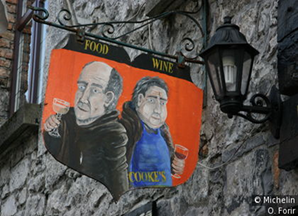 FOOD WINE
COOKE'S
© Michelin
O. Forir